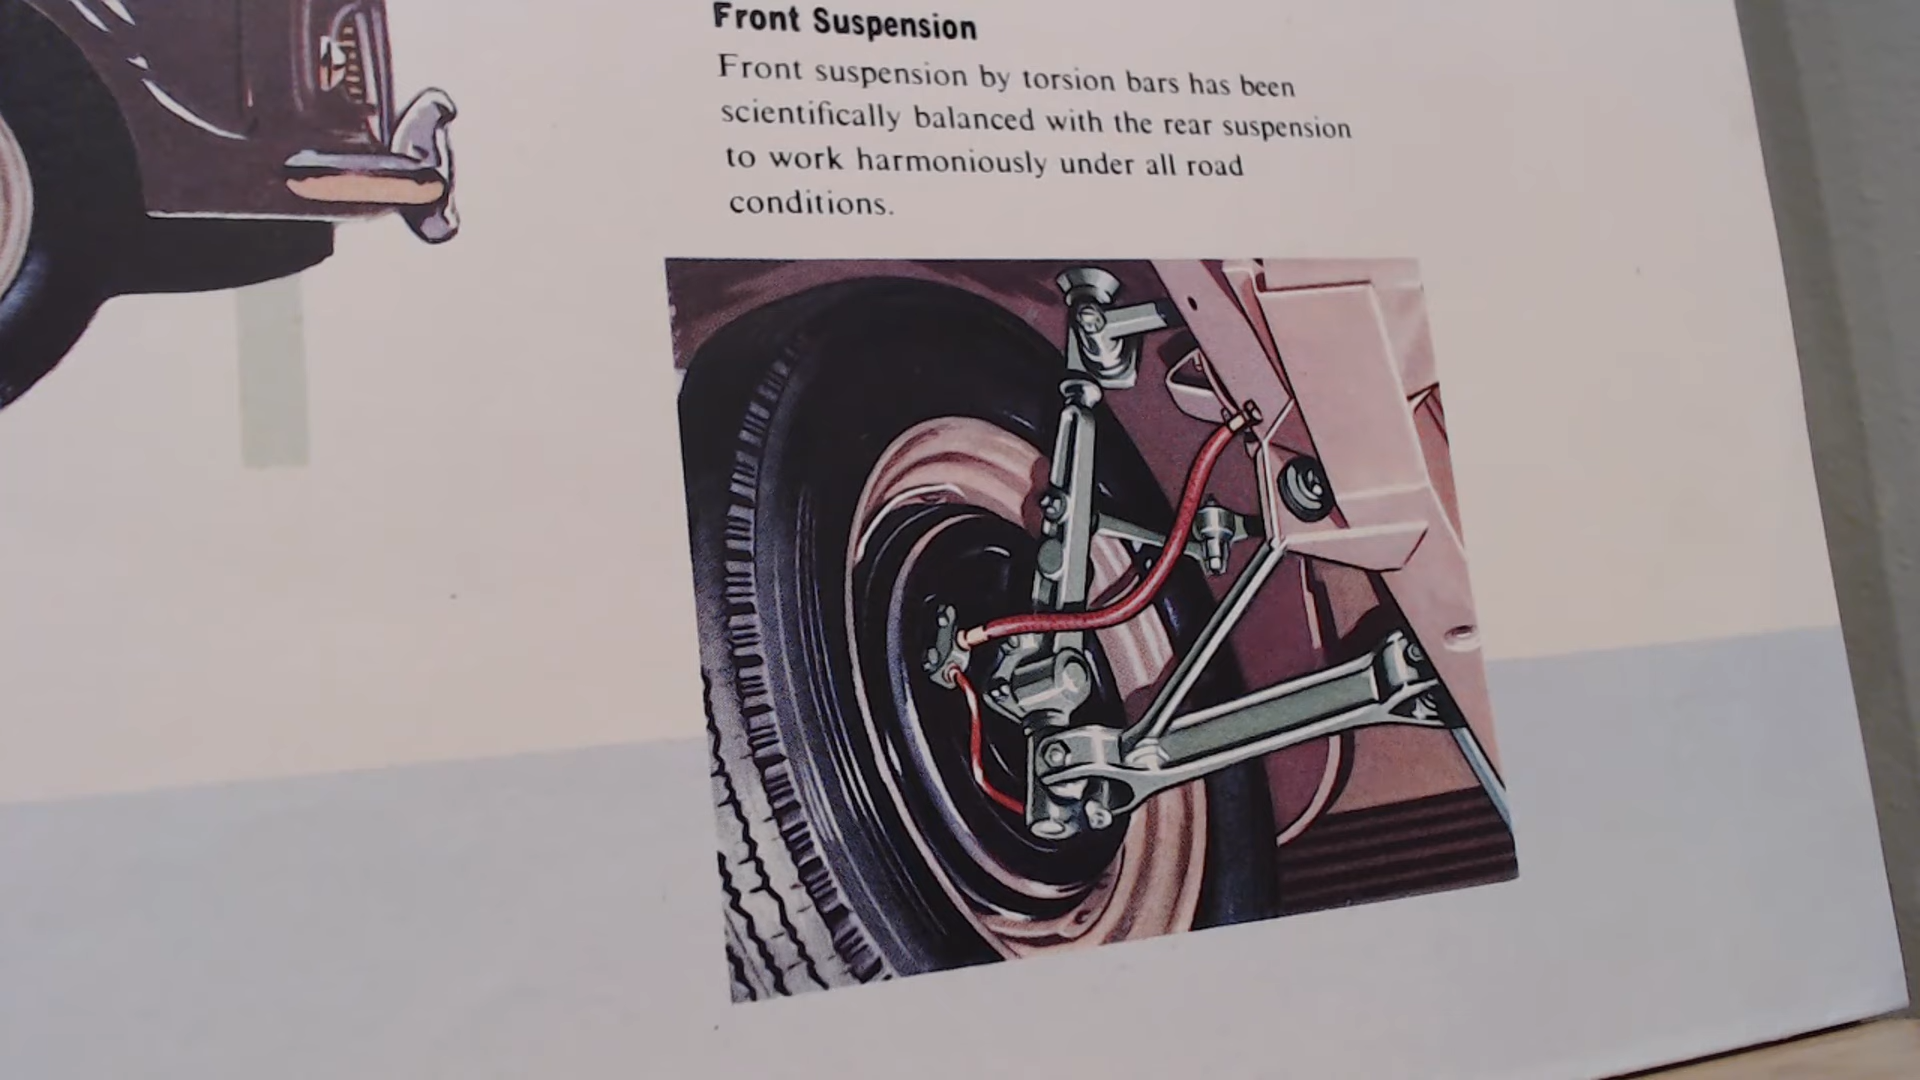 Front Suspension
Front suspension by torsion bars has been
scientifically balanced with the rear suspension
to work harmoniously under all road
conditions.